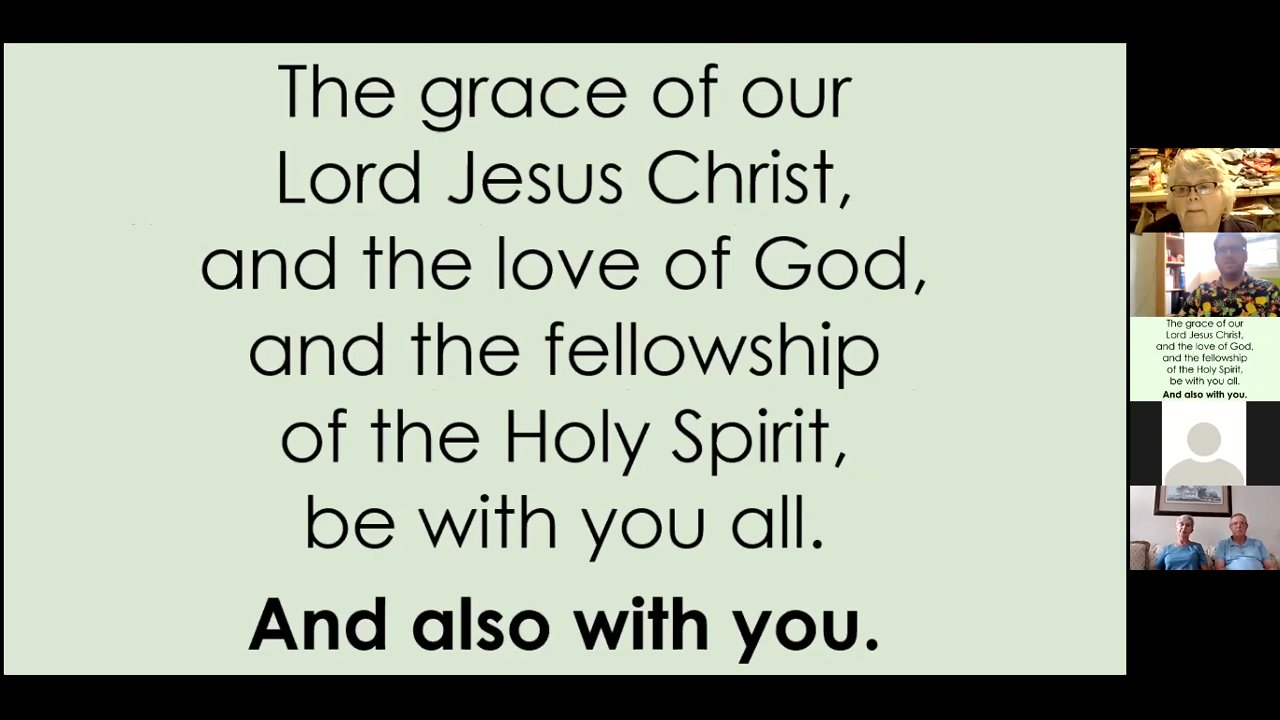 The grace of our
Lord Jesus Christ,
and the love of God,
and the fellowship
of the Holy Spirit,
be with you all.
And also with you.
The grace of our
Lord Jesus Christ,
and the love of God,
and the fellowship
of the Holy Spirit,
be with you all.
And also with you.